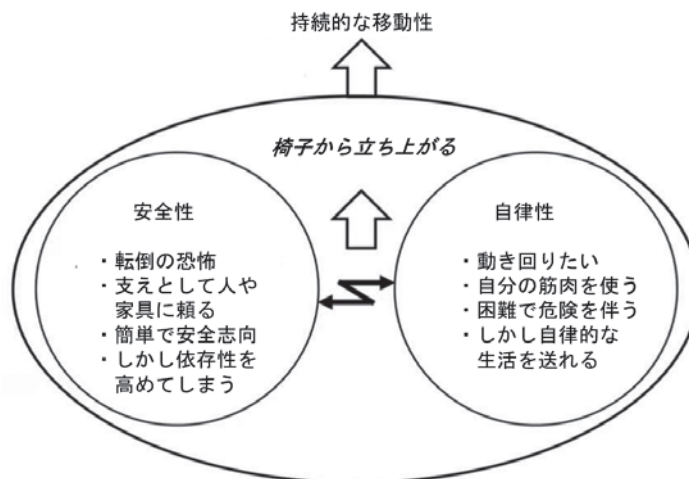 持続的な移動性
椅子から立ち上がる
安全性
・転倒の恐怖
・支えとして人や
家具に頼る
・簡単で安全志向
・しかし依存性を
高めてしまう
自律性
・動き回りたい
・自分の筋肉を使う
・困難で危険を伴う
・しかし自律的な
生活を送れる